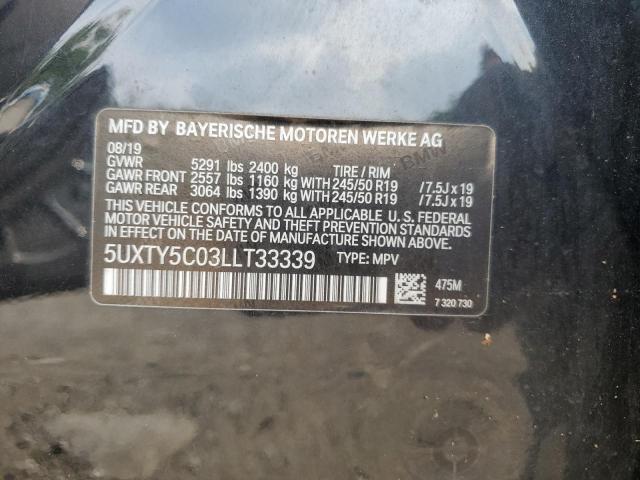 MFD BY BAYERISCHE MOTOREN WERKE AG
08/19
GVWR 5291 lbs 2400 kg TIRE / RIM
GAWR FRONT 2557 lbs 1160 kg WITH 245/50 R19 / 7.5J x 19
GAWR REAR 3064 lbs 1390 kg WITH 245/50 R19 / 7.5J x 19
THIS VEHICLE CONFORMS TO ALL APPLICABLE U. S. FEDERAL
MOTOR VEHICLE SAFETY AND THEFT PREVENTION STANDARDS
IN EFFECT ON THE DATE OF MANUFACTURE SHOWN ABOVE.
5UXTY5C03LLT33339 TYPE: MPV
475M
7 320 730
BMW